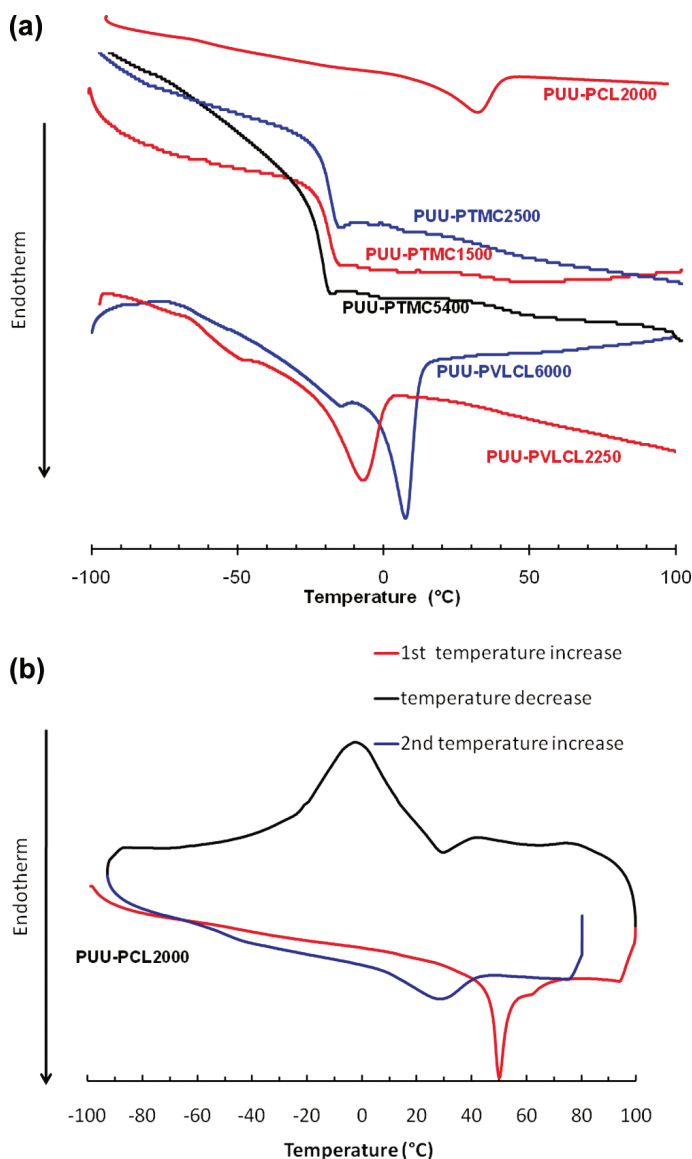 (a)
PUU-PCL2000
PUU-PTMC2500
PUU-PTMC1500
PUU-PTMC5400
PUU-PVLCL6000
PUU-PVLCL2250
Endotherm
-100 -50 0 50 100
Temperature (°C)
(b)
1st temperature increase
temperature decrease
2nd temperature increase
Endotherm
PUU-PCL2000
-100 -80 -60 -40 -20 0 20 40 60 80 100
Temperature (°C)